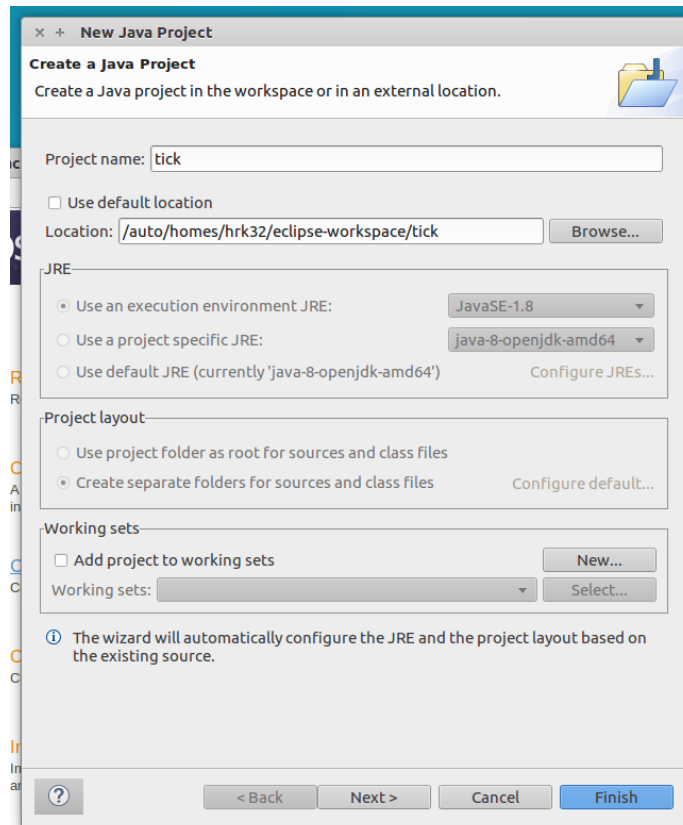 New Java Project
Create a Java Project
Create a Java project in the workspace or in an external location.
Project name: tick
Use default location
Location: /auto/homes/hrk32/eclipse-workspace/tick Browse...
JRE
Use an execution environment JRE: JavaSE-1.8
Use a project specific JRE: java-8-openjdk-amd64
Use default JRE (currently 'java-8-openjdk-amd64') Configure JREs...
Project layout
Use project folder as root for sources and class files
Create separate folders for sources and class files Configure default...
Working sets
Add project to working sets New...
Working sets: Select...
The wizard will automatically configure the JRE and the project layout based on
the existing source.
? < Back Next > Cancel Finish